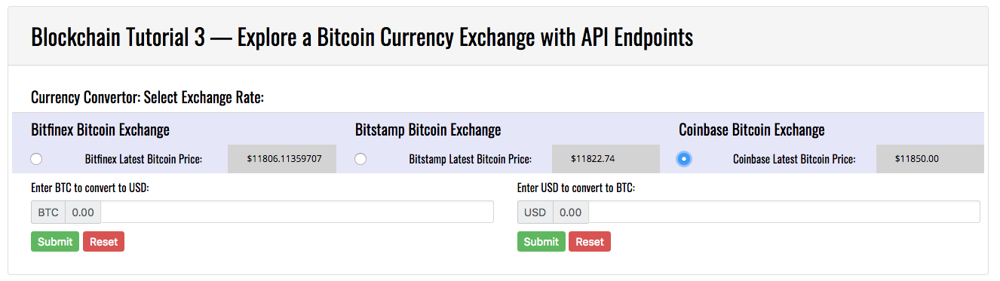 Blockchain Tutorial 3 — Explore a Bitcoin Currency Exchange with API Endpoints
Currency Convertor: Select Exchange Rate:
Bitfinex Bitcoin Exchange
Bitstamp Bitcoin Exchange
Coinbase Bitcoin Exchange
Bitfinex Latest Bitcoin Price: $11806.11359707
Bitstamp Latest Bitcoin Price: $11822.74
Coinbase Latest Bitcoin Price: $11850.00
Enter BTC to convert to USD:
Enter USD to convert to BTC:
BTC 0.00
USD 0.00
Submit Reset
Submit Reset